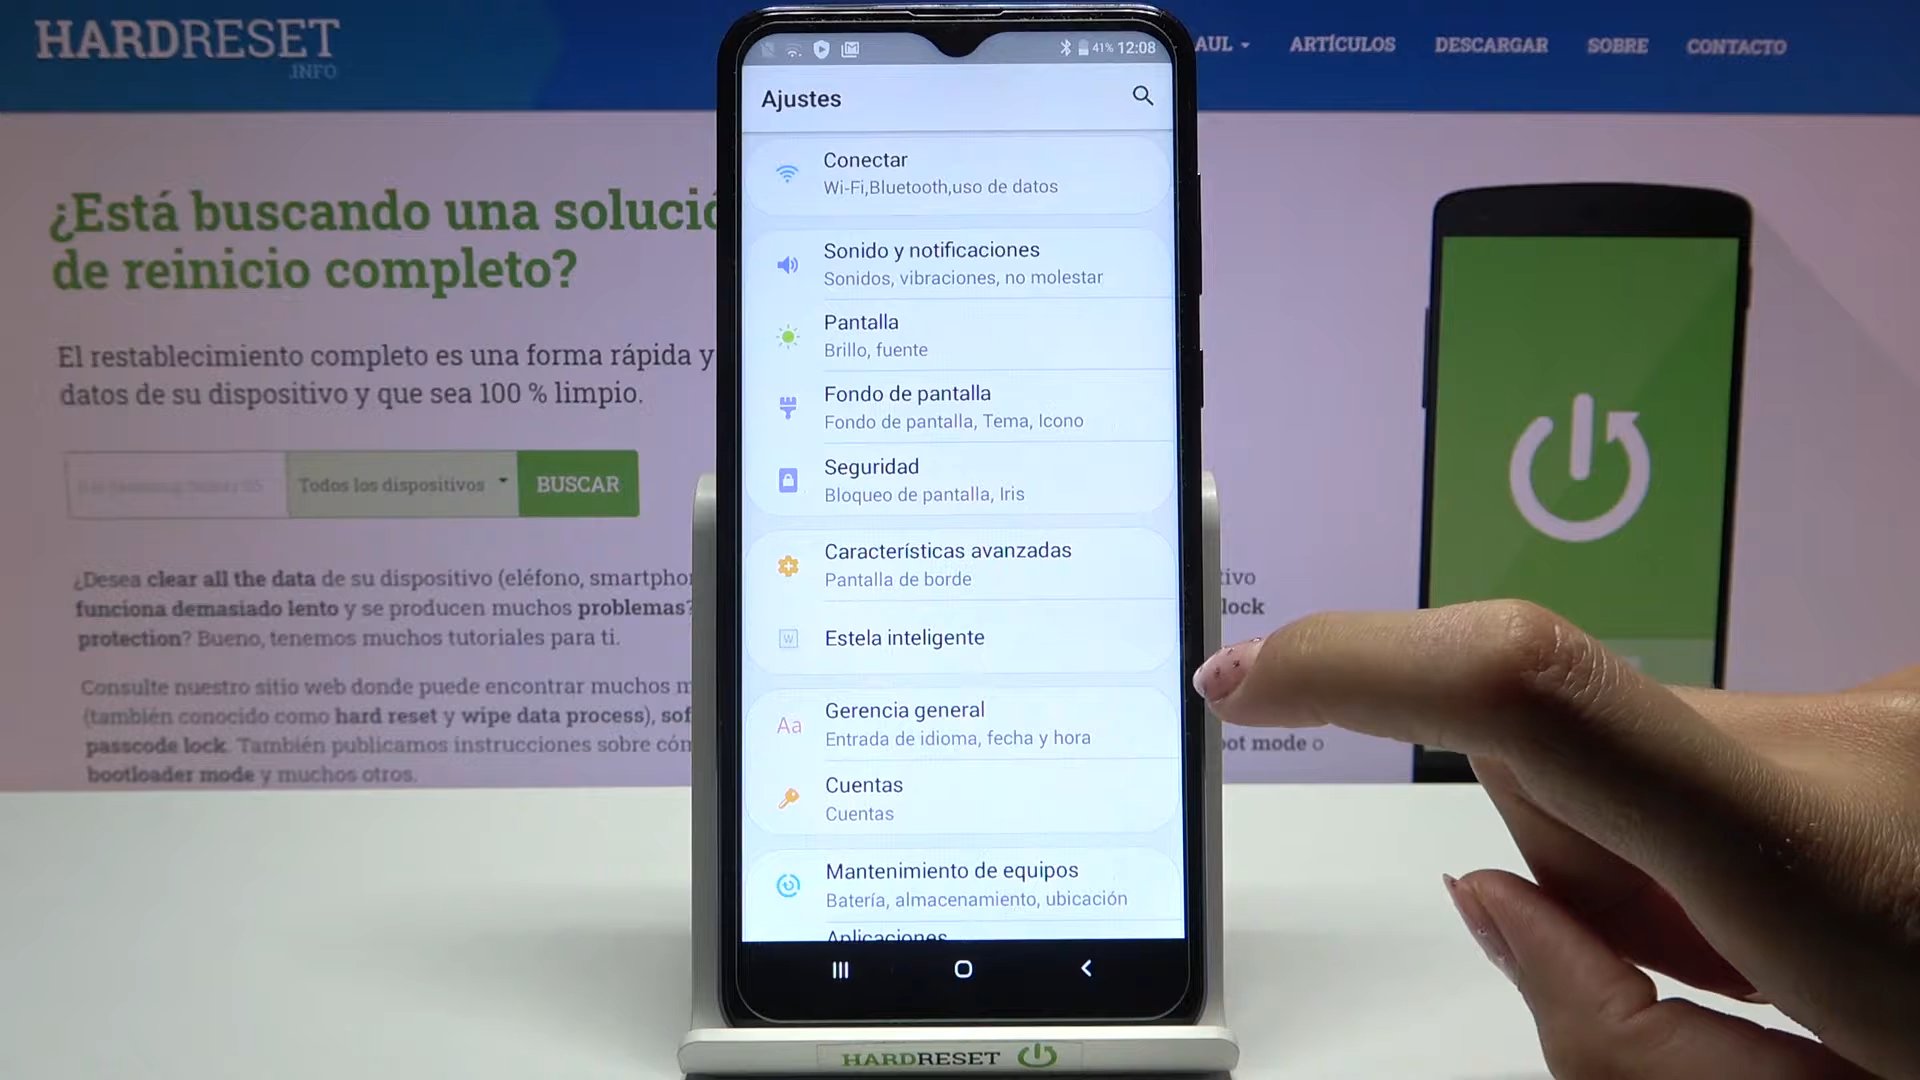 HARDRESET
.INFO
AUL
ARTÍCULOS
DESCARGAR
SOBRE
CONTACTO
¿Está buscando una solució
de reinicio completo?
El restablecimiento completo es una forma rápida y
datos de su dispositivo y que sea 100 % limpio.
Todos los dispositivos
BUSCAR
¿Desea clear all the data de su dispositivo (eléfono, smartphon
funciona demasiado lento y se producen muchos problemas?
protection? Bueno, tenemos muchos tutoriales para ti.
Consulte nuestro sitio web donde puede encontrar muchos m
(también conocido como hard reset y wipe data process), sof
passcode lock. También publicamos instrucciones sobre cóm
bootloader mode y muchos otros.
tivo
lock
oot mode o
41% 12:08
Ajustes
Conectar
Wi-Fi,Bluetooth,uso de datos
Sonido y notificaciones
Sonidos, vibraciones, no molestar
Pantalla
Brillo, fuente
Fondo de pantalla
Fondo de pantalla, Tema, Icono
Seguridad
Bloqueo de pantalla, Iris
Características avanzadas
Pantalla de borde
W
Estela inteligente
Aa
Gerencia general
Entrada de idioma, fecha y hora
Cuentas
Cuentas
Mantenimiento de equipos
Batería, almacenamiento, ubicación
Aplicaciones
HARDRESET